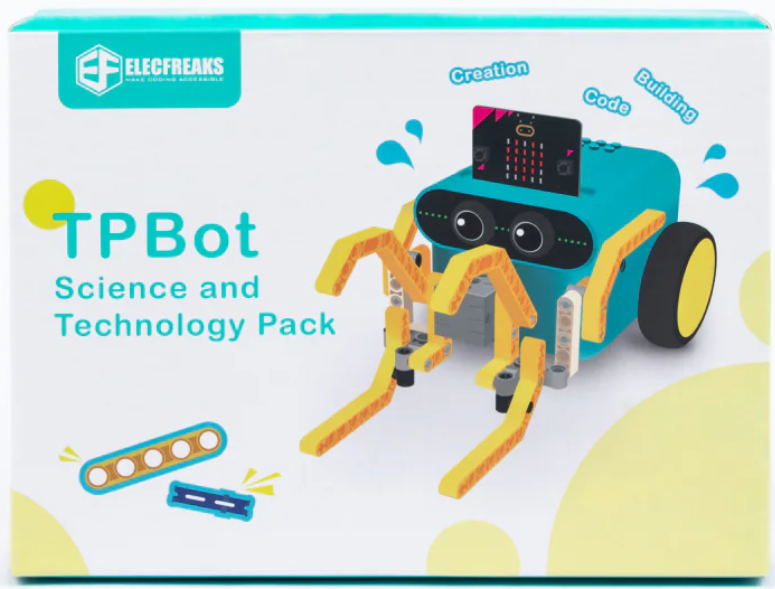 ELECFREAKS
MAKE CODING ACCESSIBLE
Creation
Code
Building
TPBot
Science and
Technology Pack